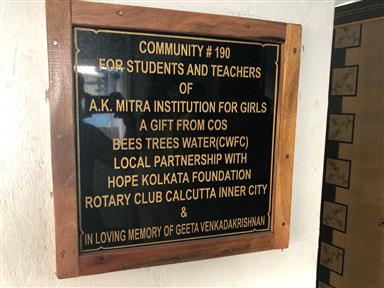 COMMUNITY # 190
FOR STUDENTS AND TEACHERS
OF
A.K. MITRA INSTITUTION FOR GIRLS
A GIFT FROM COS
BEES TREES WATER(CWFC)
LOCAL PARTNERSHIP WITH
HOPE KOLKATA FOUNDATION
ROTARY CLUB CALCUTTA INNER CITY
&
IN LOVING MEMORY OF GEETA VENKADAKRISHNAN